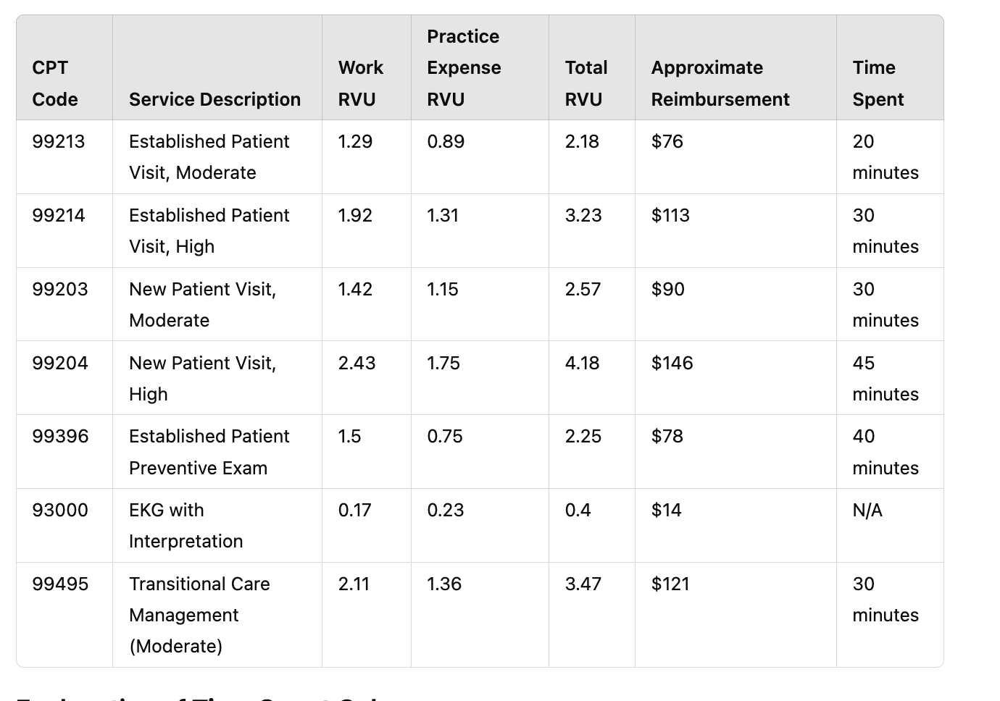 CPT Code | Service Description | Work RVU | Practice Expense RVU | Total RVU | Approximate Reimbursement | Time Spent
99213 | Established Patient Visit, Moderate | 1.29 | 0.89 | 2.18 | $76 | 20 minutes
99214 | Established Patient Visit, High | 1.92 | 1.31 | 3.23 | $113 | 30 minutes
99203 | New Patient Visit, Moderate | 1.42 | 1.15 | 2.57 | $90 | 30 minutes
99204 | New Patient Visit, High | 2.43 | 1.75 | 4.18 | $146 | 45 minutes
99396 | Established Patient Preventive Exam | 1.5 | 0.75 | 2.25 | $78 | 40 minutes
93000 | EKG with Interpretation | 0.17 | 0.23 | 0.4 | $14 | N/A
99495 | Transitional Care Management (Moderate) | 2.11 | 1.36 | 3.47 | $121 | 30 minutes